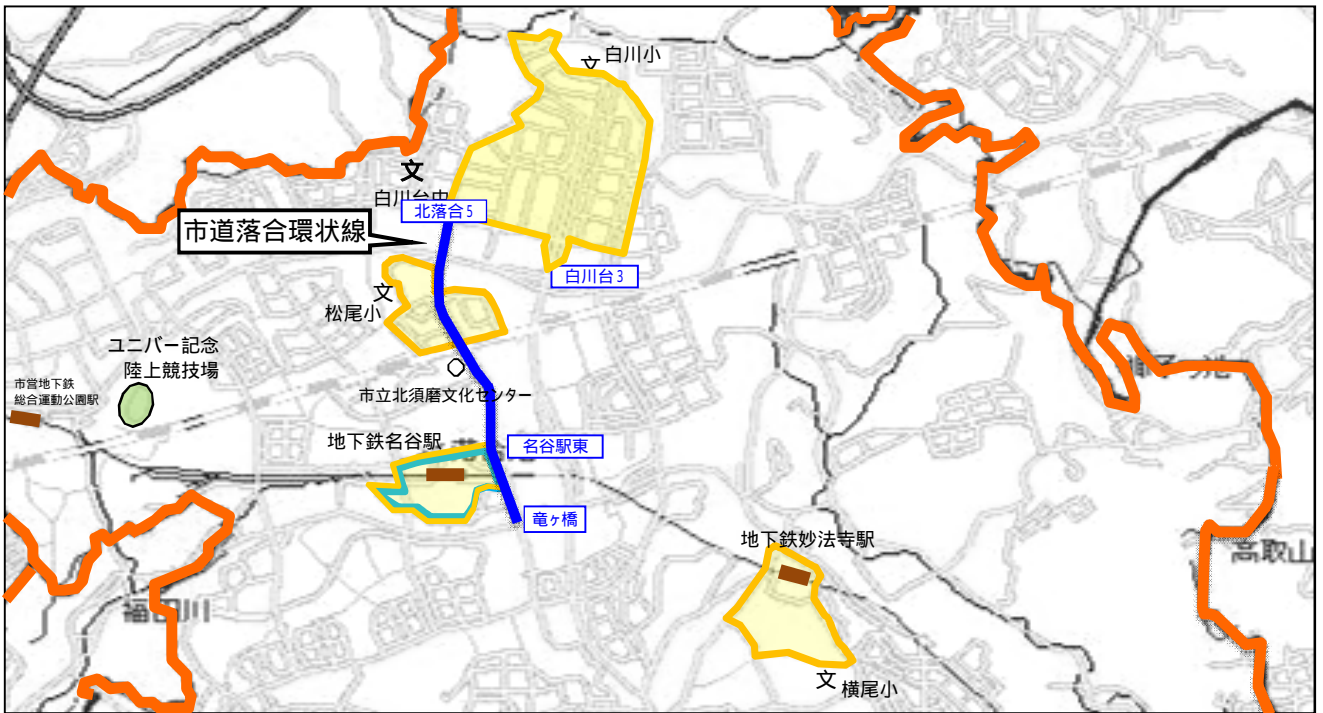 文 白川小
文
白川台中
北落合5
市道落合環状線
白川台3
文
松尾小
ユニバー記念
陸上競技場
市営地下鉄
総合運動公園駅
市立北須磨文化センター
地下鉄名谷駅
名谷駅東
竜ヶ橋
地下鉄妙法寺駅
高取山
福田川
文 横尾小